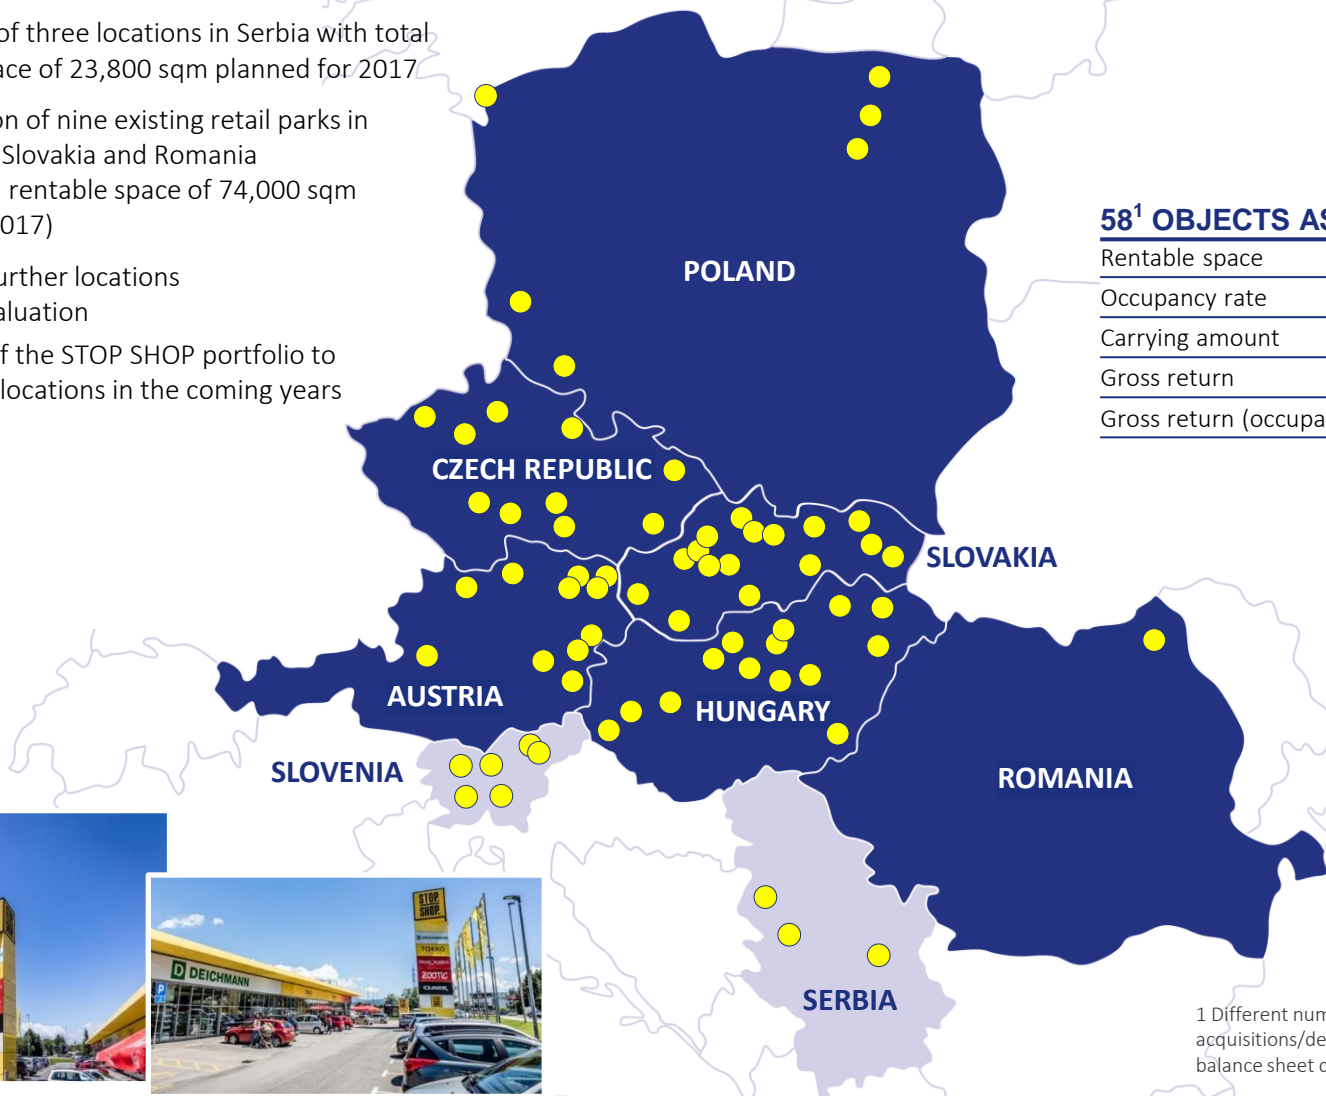 of three locations in Serbia with total
ace of 23,800 sqm planned for 2017
on of nine existing retail parks in
Slovakia and Romania
rentable space of 74,000 sqm
017)
urther locations
aluation
f the STOP SHOP portfolio to
locations in the coming years
58¹ OBJECTS AS
Rentable space
Occupancy rate
Carrying amount
Gross return
Gross return (occupa
POLAND
CZECH REPUBLIC
SLOVAKIA
AUSTRIA
HUNGARY
SLOVENIA
ROMANIA
SERBIA
STOP
SHOP
DEICHMANN
TAKKO
ZOOTIC
CLARK
D DEICHMANN
P
1 Different num
acquisitions/de
balance sheet d